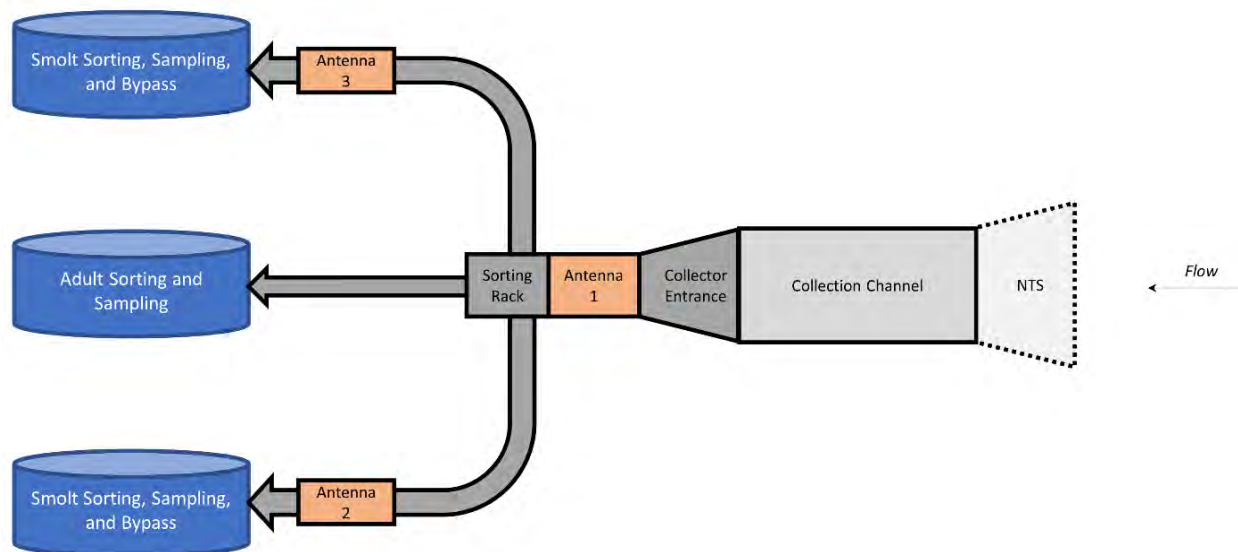 Smolt Sorting, Sampling,
and Bypass
Antenna
3
Adult Sorting and
Sampling
Sorting
Rack
Antenna
1
Collector
Entrance
Collection Channel
NTS
Flow
Smolt Sorting, Sampling,
and Bypass
Antenna
2